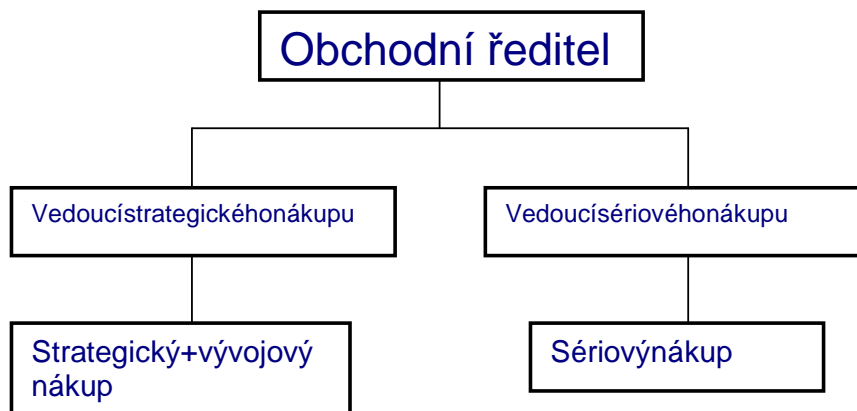 Obchodní ředitel
Vedoucístrategickéhonákupu
Vedoucísériovéhonákupu
Strategický+vývojový
nákup
Sériovýnákup